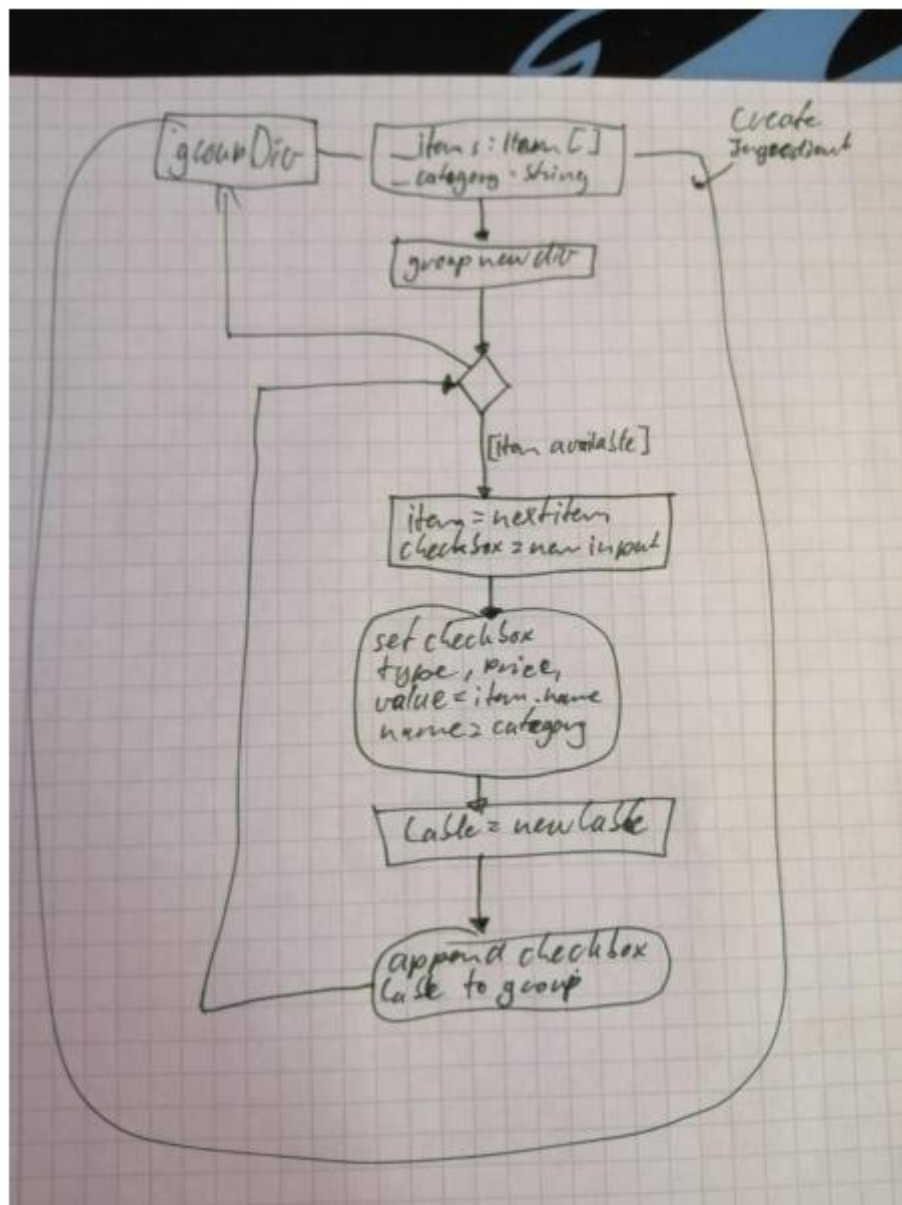 Create
Ingredient
groupDiv
_items: Item[]
_category: String
group new div
[item available]
item = nextitem
checkbox = new input
set checkbox
type, price,
value = item.name
name = category
Lable = new Lable
append checkbox
Lable to group